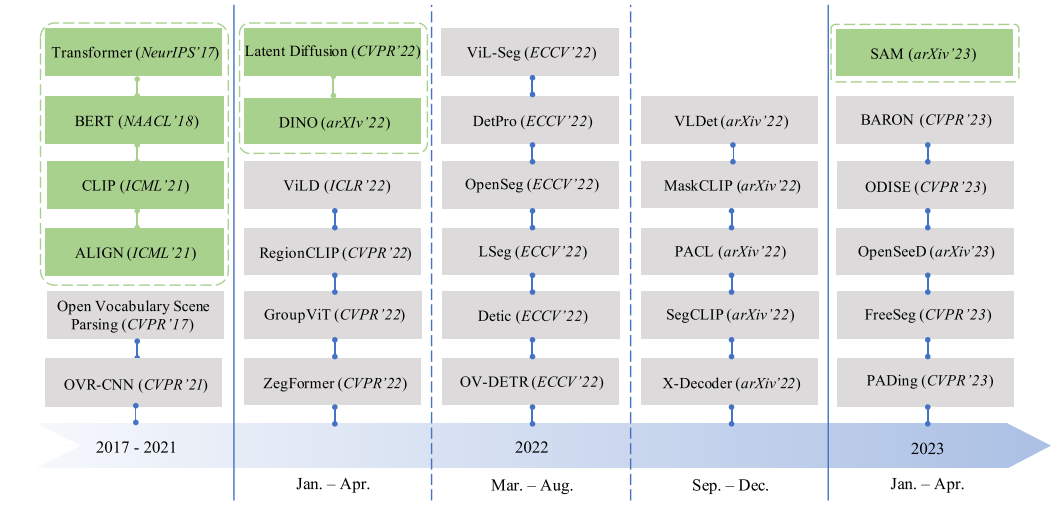 Transformer (NeurIPS’17)
BERT (NAACL’18)
CLIP (ICML’21)
ALIGN (ICML’21)
Open Vocabulary Scene
Parsing (CVPR’17)
OVR-CNN (CVPR’21)
Latent Diffusion (CVPR’22)
DINO (arXIv’22)
ViLD (ICLR’22)
RegionCLIP (CVPR’22)
GroupViT (CVPR’22)
ZegFormer (CVPR’22)
ViL-Seg (ECCV’22)
DetPro (ECCV’22)
OpenSeg (ECCV’22)
LSeg (ECCV’22)
Detic (ECCV’22)
OV-DETR (ECCV’22)
VLDet (arXiv’22)
MaskCLIP (arXiv’22)
PACL (arXiv’22)
SegCLIP (arXiv’22)
X-Decoder (arXiv’22)
SAM (arXiv’23)
BARON (CVPR’23)
ODISE (CVPR’23)
OpenSeeD (arXiv’23)
FreeSeg (CVPR’23)
PADing (CVPR’23)
2017 - 2021
2022
2023
Jan. – Apr.
Mar. – Aug.
Sep. – Dec.
Jan. – Apr.